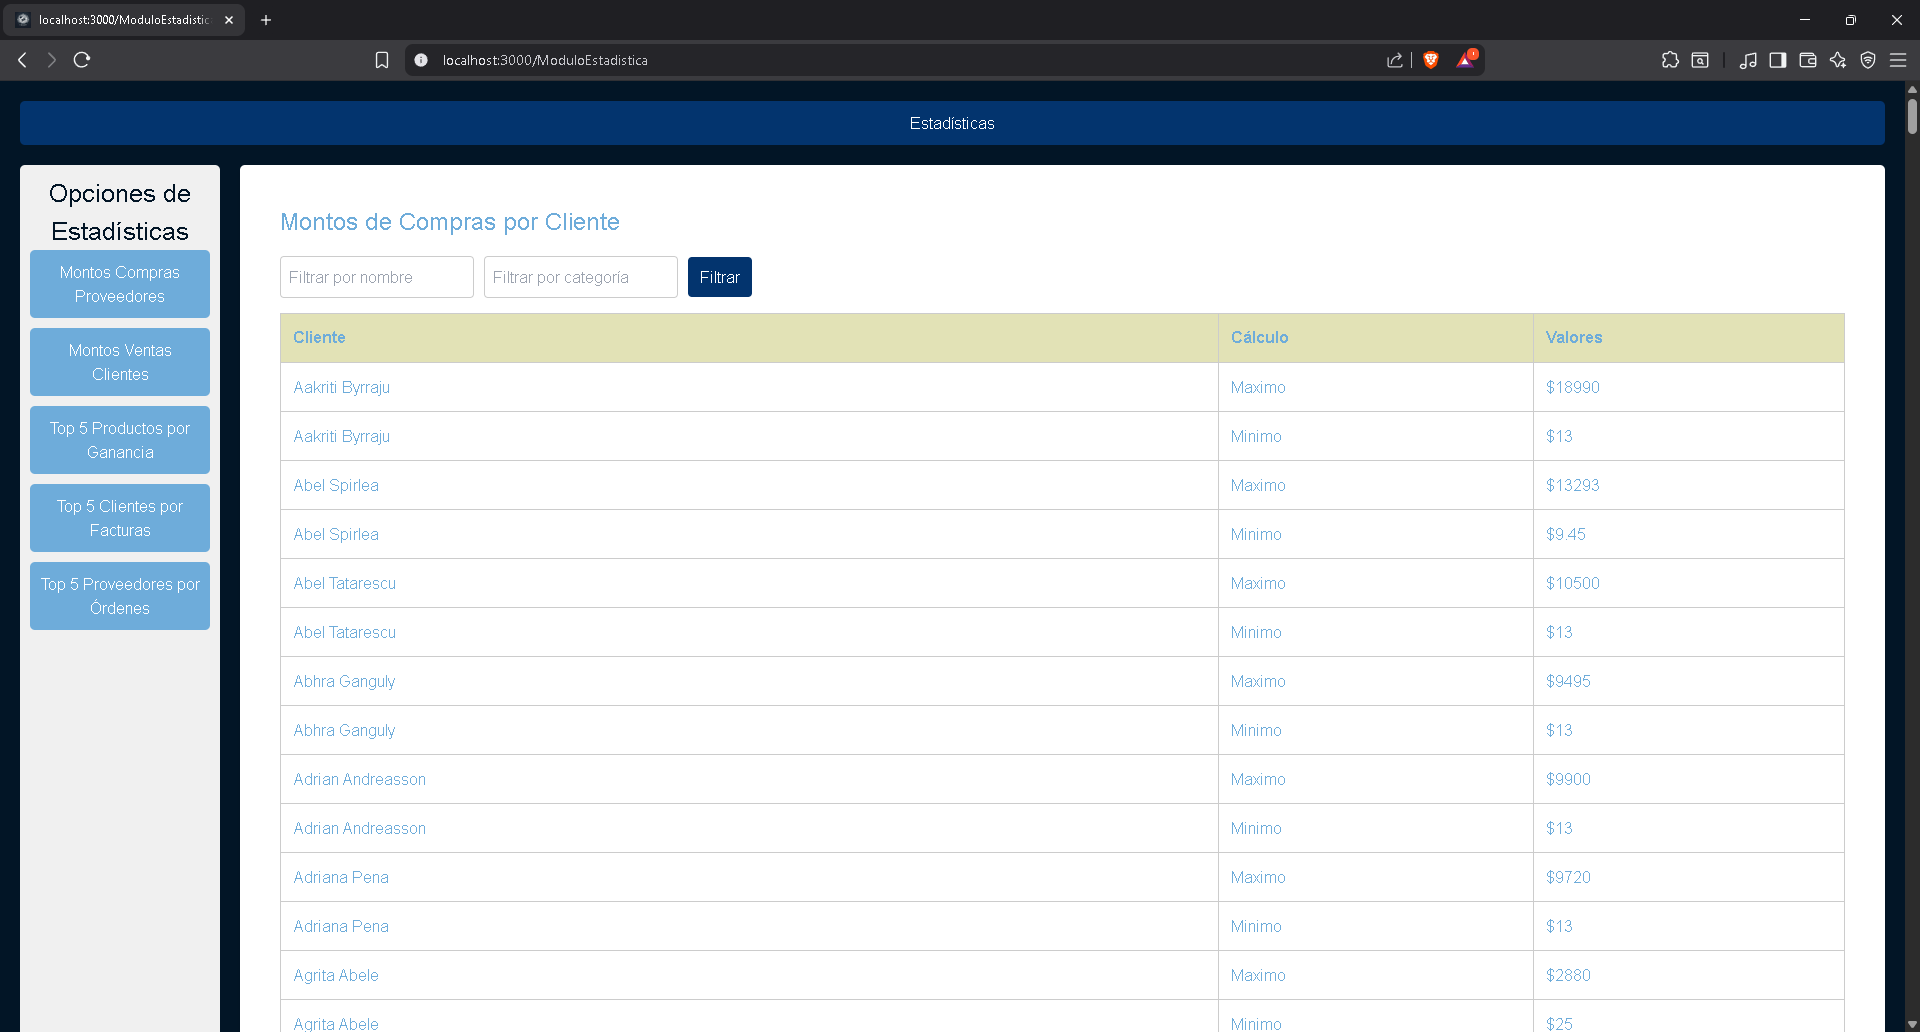 localhost:3000/ModuloEstadistic
localhost:3000/ModuloEstadistica
Estadísticas
Opciones de
Estadísticas
Montos Compras
Proveedores
Montos Ventas
Clientes
Top 5 Productos por
Ganancia
Top 5 Clientes por
Facturas
Top 5 Proveedores por
Órdenes
Montos de Compras por Cliente
Filtrar por nombre Filtrar por categoría Filtrar
Cliente Cálculo Valores
Aakriti Byrraju Maximo $18990
Aakriti Byrraju Minimo $13
Abel Spirlea Maximo $13293
Abel Spirlea Minimo $9.45
Abel Tatarescu Maximo $10500
Abel Tatarescu Minimo $13
Abhra Ganguly Maximo $9495
Abhra Ganguly Minimo $13
Adrian Andreasson Maximo $9900
Adrian Andreasson Minimo $13
Adriana Pena Maximo $9720
Adriana Pena Minimo $13
Agrita Abele Maximo $2880
Agrita Abele Minimo $25